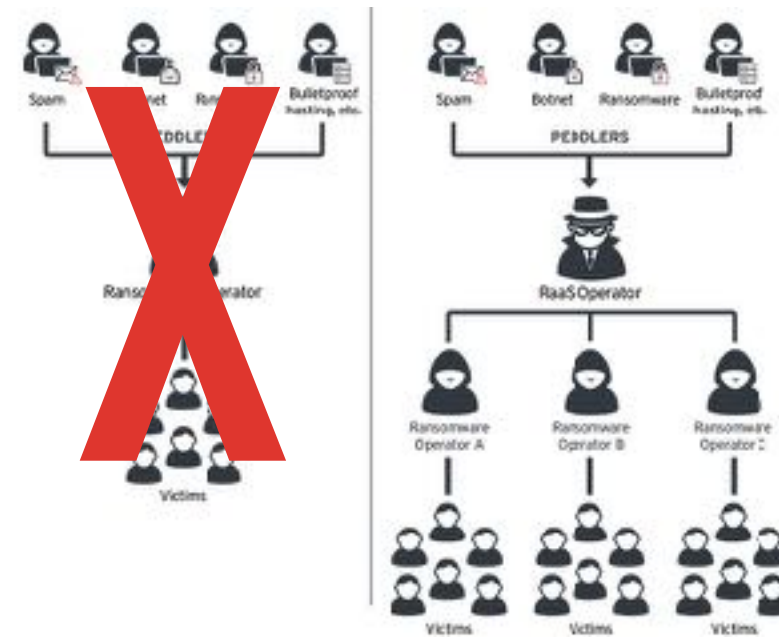 Spam
Bulletproof
hosting, etc.
Victims
Spam
Botnet
Ransomware
Bulletproof
hosting, etc.
PEDDLERS
RaaS Operator
Ransomware
Operator A
Ransomware
Operator B
Ransomware
Operator C
Victims
Victims
Victims